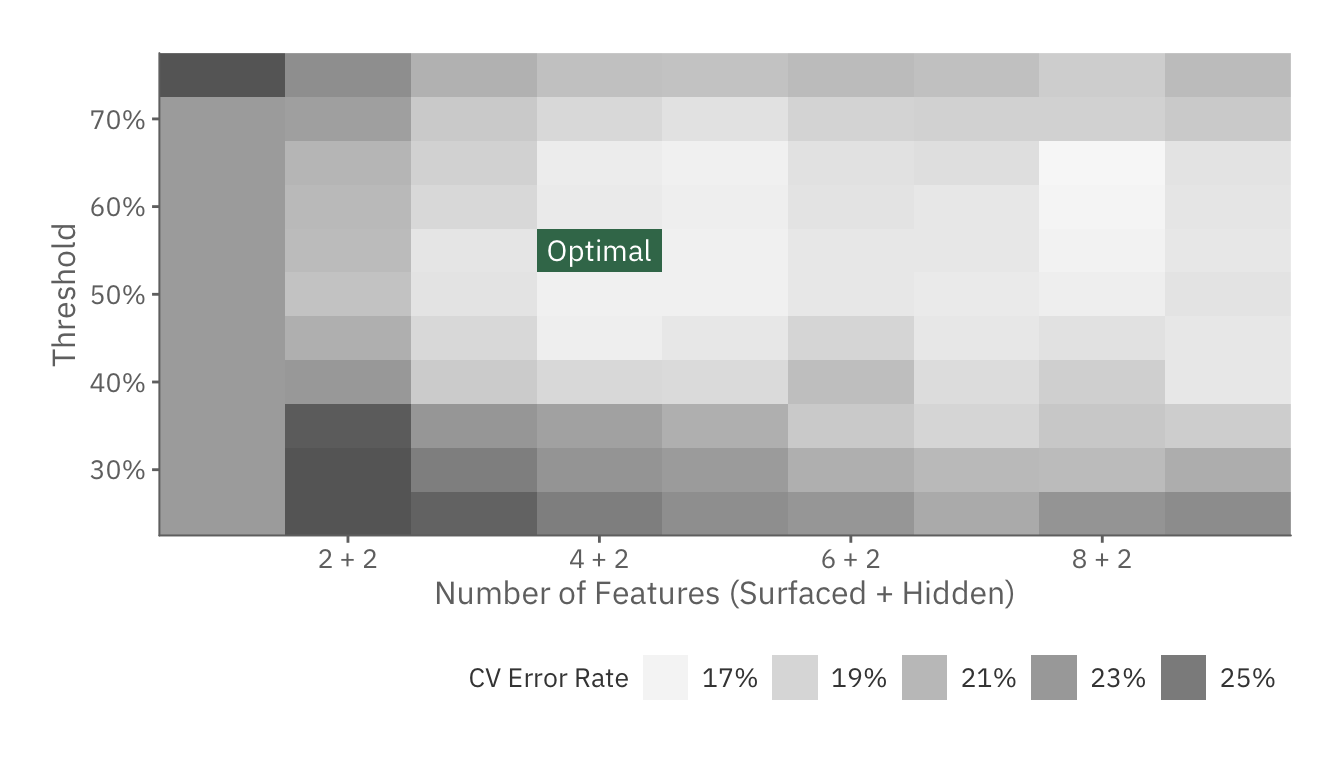 70%
60%
50%
40%
30%
Threshold
Optimal
2 + 2
4 + 2
6 + 2
8 + 2
Number of Features (Surfaced + Hidden)
CV Error Rate 17% 19% 21% 23% 25%